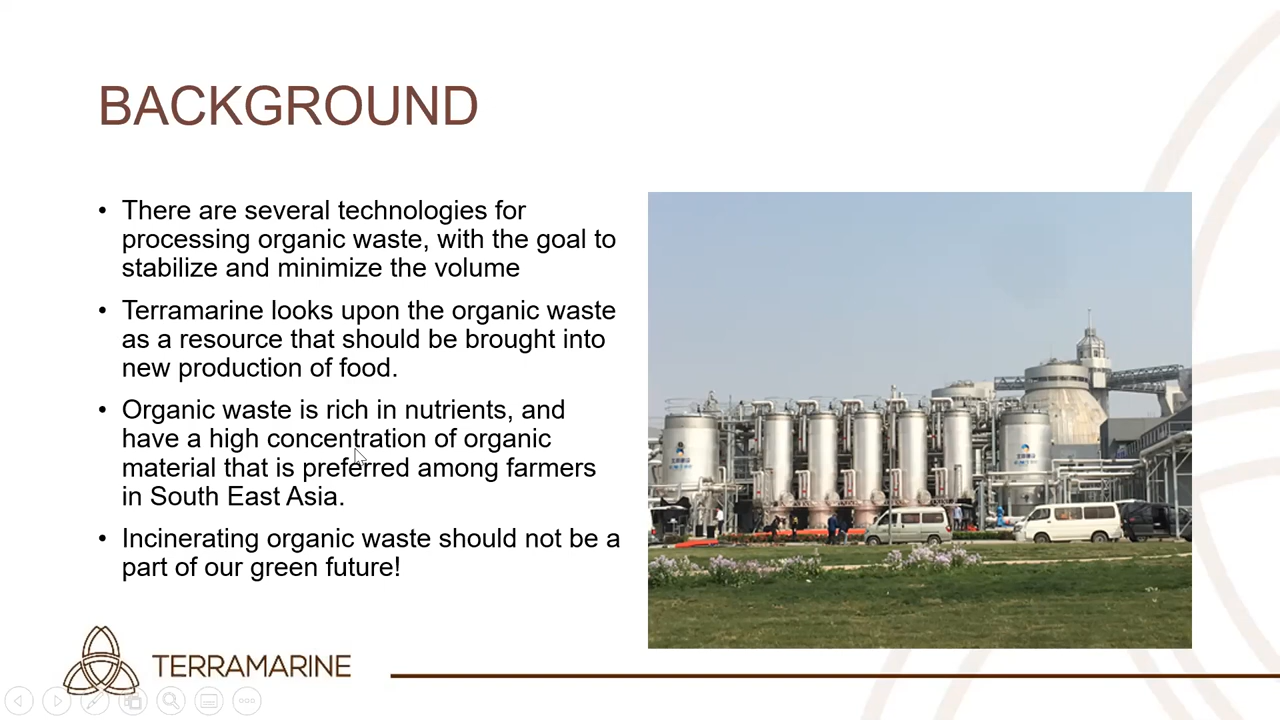 BACKGROUND
• There are several technologies for
processing organic waste, with the goal to
stabilize and minimize the volume
• Terramarine looks upon the organic waste
as a resource that should be brought into
new production of food.
• Organic waste is rich in nutrients, and
have a high concentration of organic
material that is preferred among farmers
in South East Asia.
• Incinerating organic waste should not be a
part of our green future!
TERRAMARINE